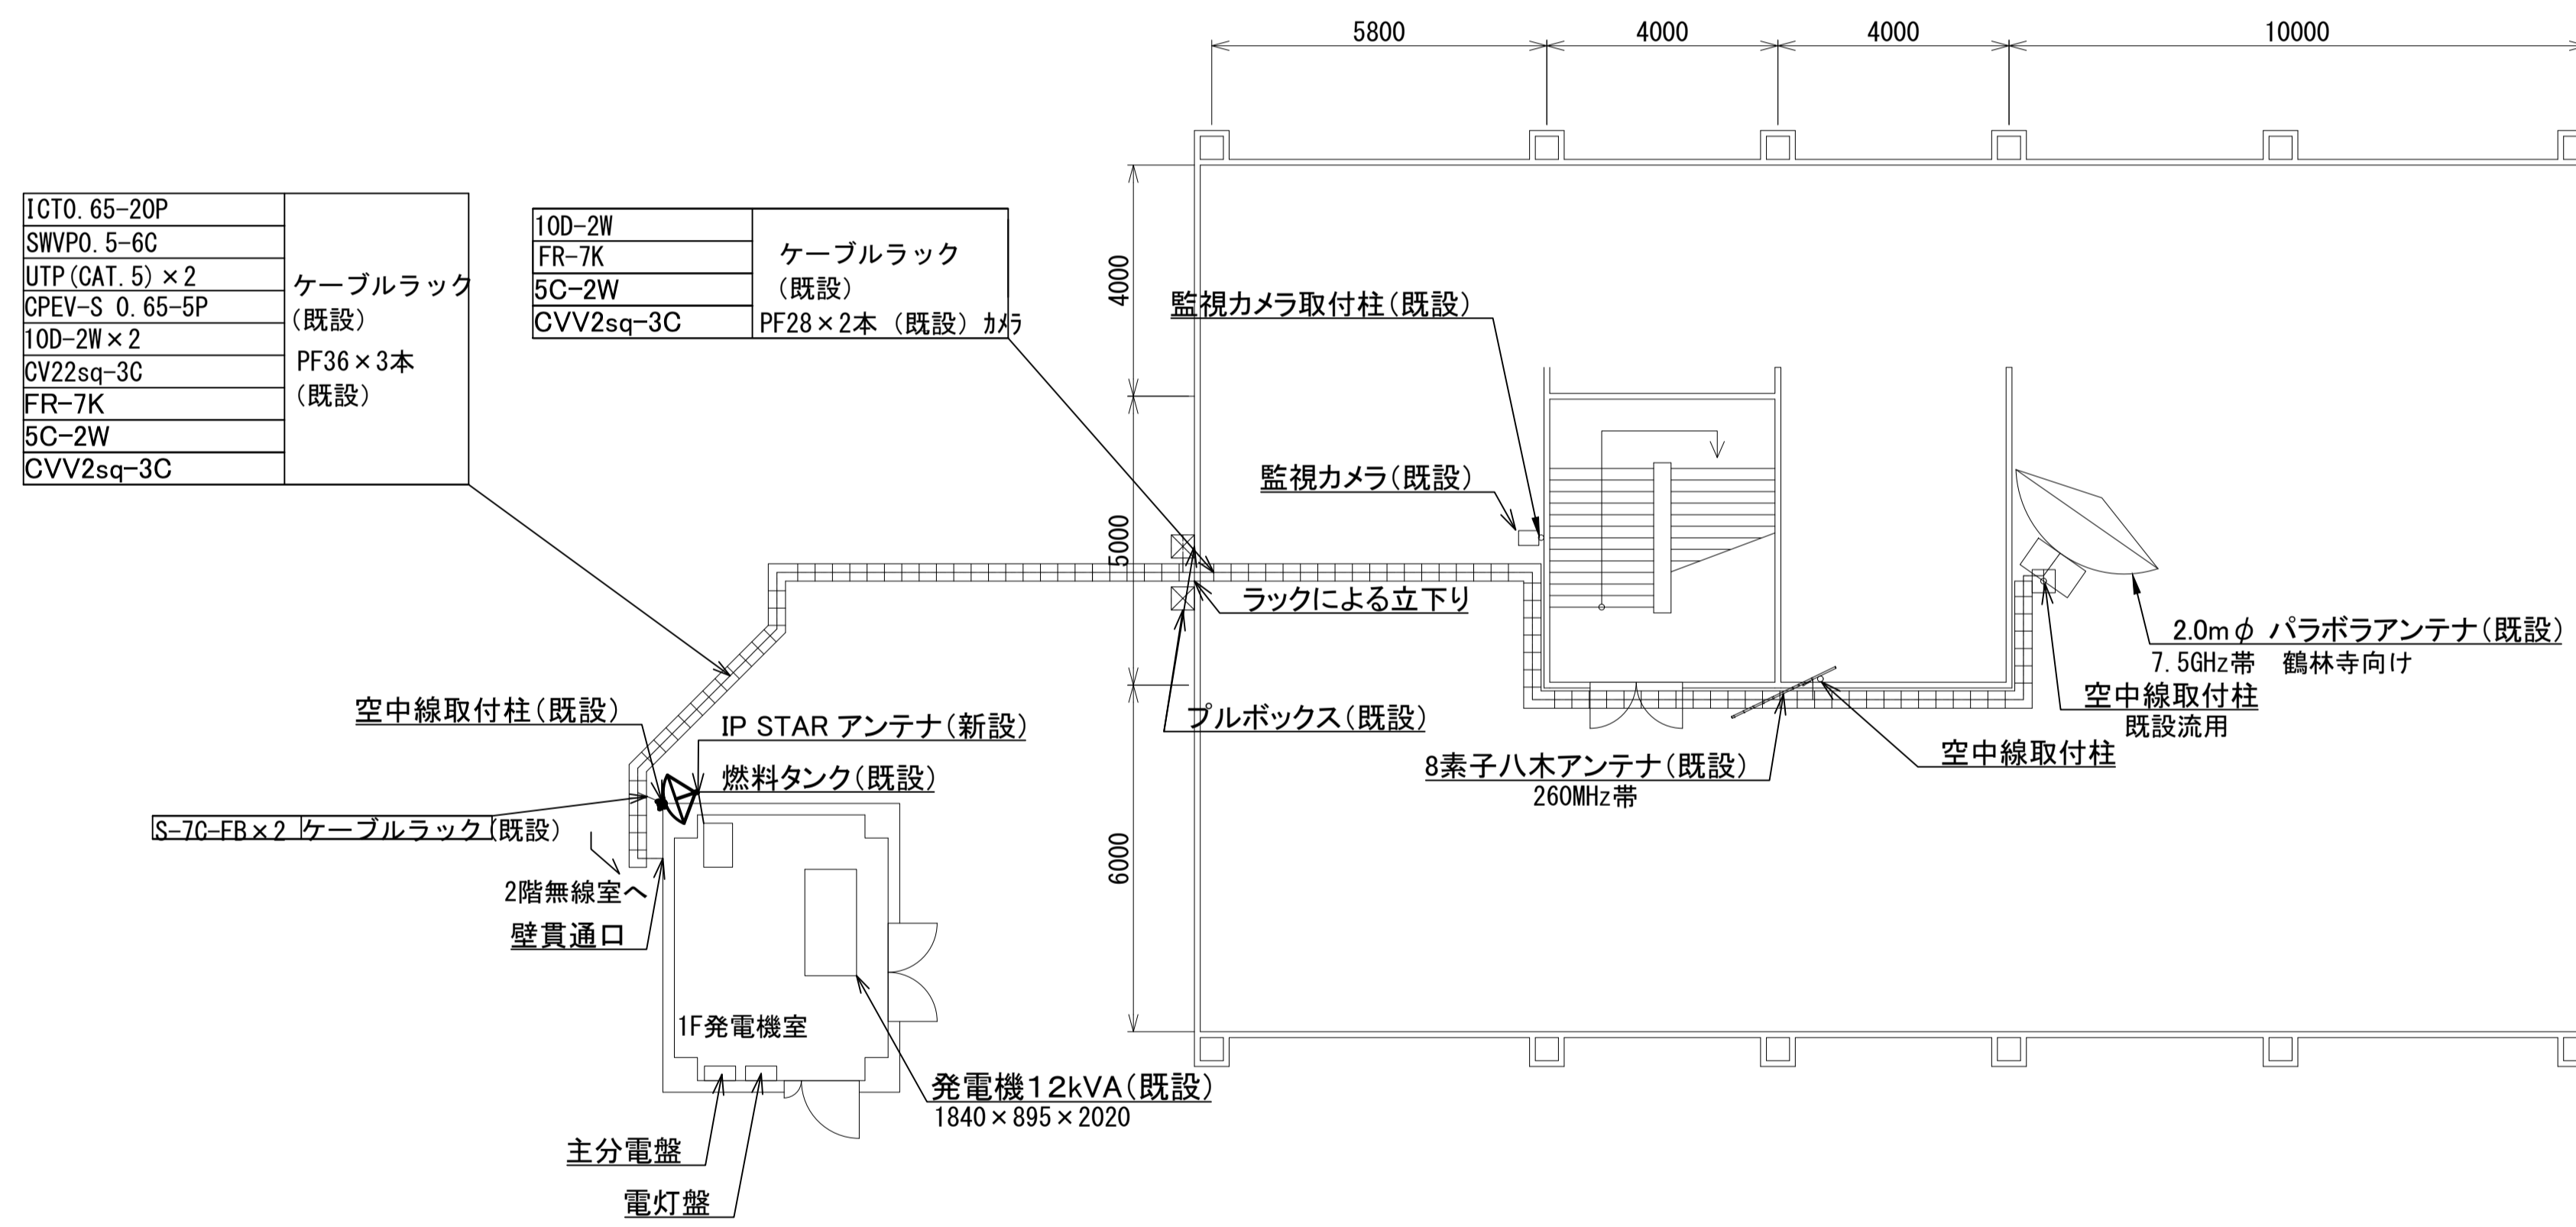 5800
4000
4000
10000
ICT0.65-20P
SWVP0.5-6C
UTP(CAT.5)×2
CPEV-S 0.65-5P
10D-2W×2
CV22sq-3C
FR-7K
5C-2W
CVV2sq-3C
ケーブルラック
(既設)
PF36×3本
(既設)
10D-2W
FR-7K
5C-2W
CVV2sq-3C
ケーブルラック
(既設)
PF28×2本 (既設) ｶﾒﾗ
4000
5000
6000
監視カメラ取付柱(既設)
監視カメラ(既設)
ラックによる立下り
プルボックス(既設)
2.0mφ パラボラアンテナ(既設)
7.5GHz帯 鶴林寺向け
空中線取付柱
既設流用
空中線取付柱
8素子八木アンテナ(既設)
260MHz帯
空中線取付柱(既設)
IP STAR アンテナ(新設)
燃料タンク(既設)
S-7C-FB×2 ケーブルラック(既設)
2階無線室へ
壁貫通口
1F発電機室
発電機12kVA(既設)
1840×895×2020
主分電盤
電灯盤